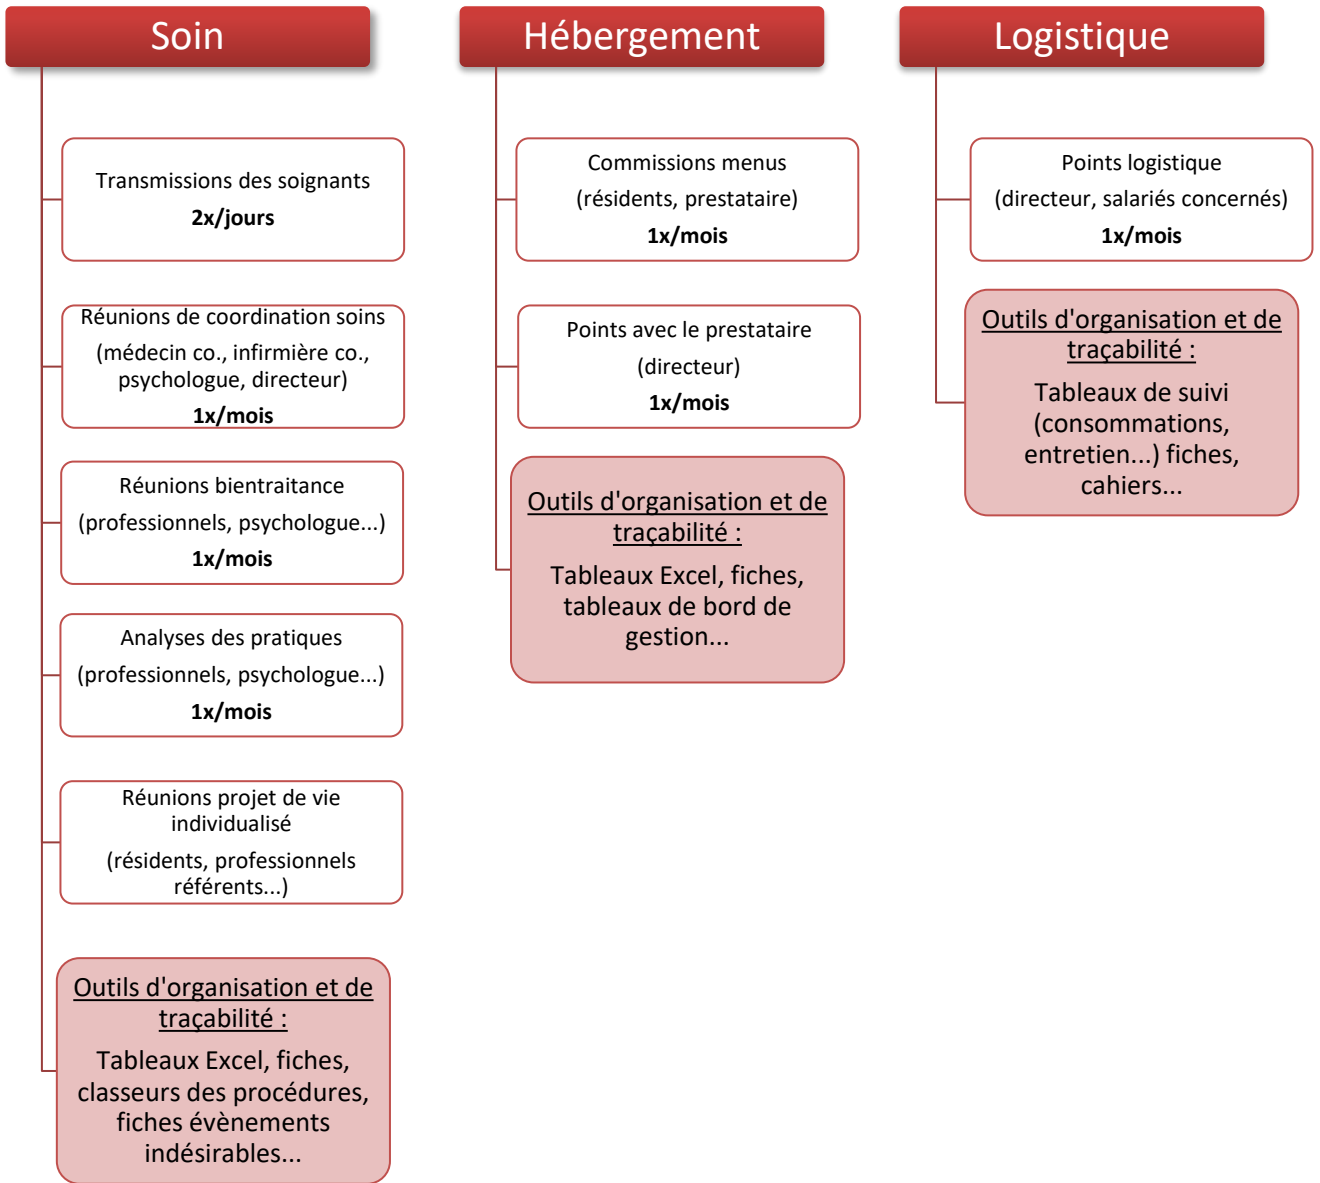 Soin
Transmissions des soignants
2x/jours
Réunions de coordination soins
(médecin co., infirmière co.,
psychologue, directeur)
1x/mois
Réunions bientraitance
(professionnels, psychologue...)
1x/mois
Analyses des pratiques
(professionnels, psychologue...)
1x/mois
Réunions projet de vie
individualisé
(résidents, professionnels
référents...)
Outils d'organisation et de
traçabilité :
Tableaux Excel, fiches,
classeurs des procédures,
fiches évènements
indésirables...
Hébergement
Commissions menus
(résidents, prestataire)
1x/mois
Points avec le prestataire
(directeur)
1x/mois
Outils d'organisation et de
traçabilité :
Tableaux Excel, fiches,
tableaux de bord de
gestion...
Logistique
Points logistique
(directeur, salariés concernés)
1x/mois
Outils d'organisation et de
traçabilité :
Tableaux de suivi
(consommations,
entretien...) fiches,
cahiers...